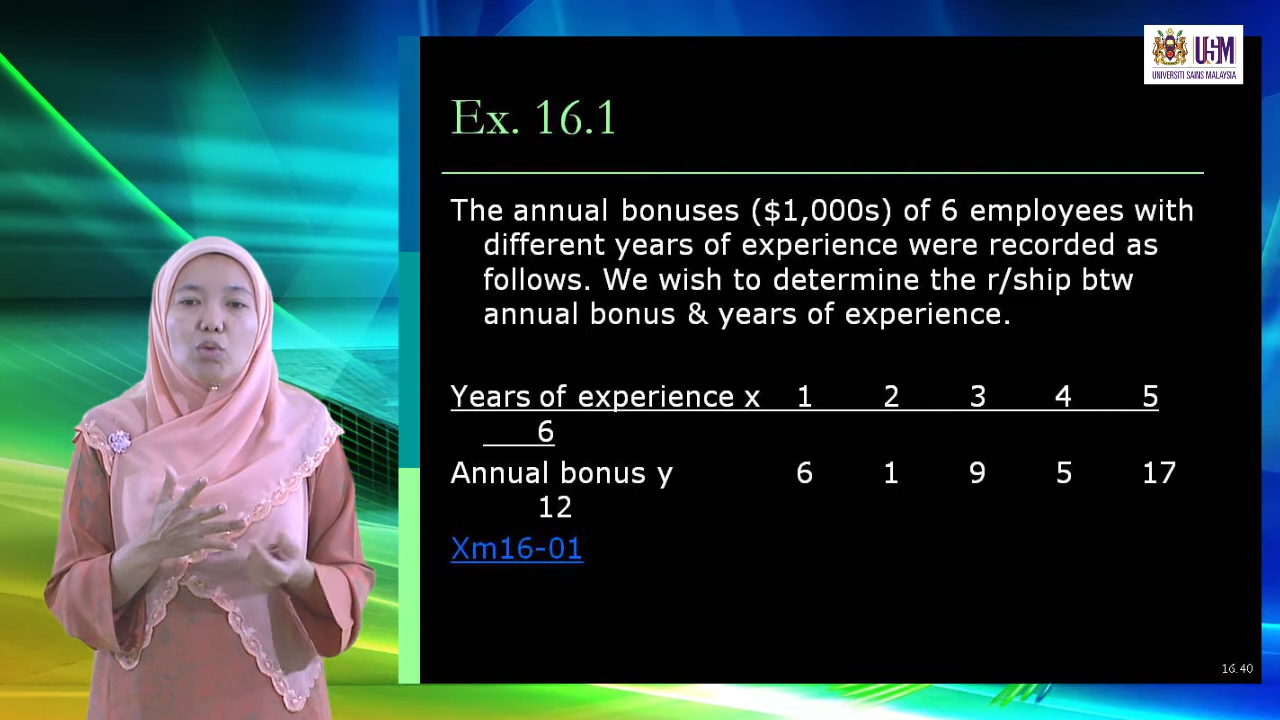 USM
UNIVERSITI SAINS MALAYSIA
Ex. 16.1
The annual bonuses ($1,000s) of 6 employees with
different years of experience were recorded as
follows. We wish to determine the r/ship btw
annual bonus & years of experience.
Years of experience x 1 2 3 4 5
6
Annual bonus y 6 1 9 5 17
12
Xm16-01
16.40